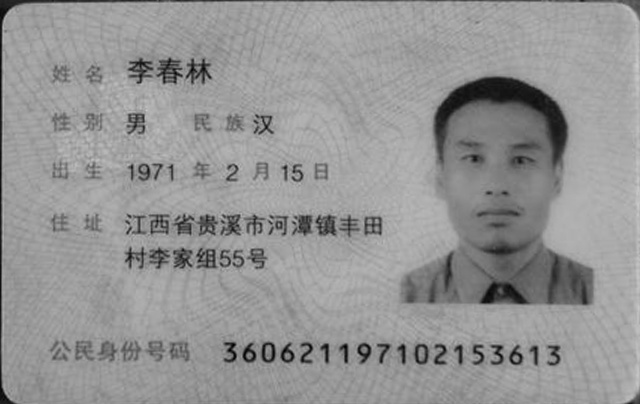 姓名 李春林
性别 男 民族 汉
出生 1971 年 2 月 15 日
住址 江西省贵溪市河潭镇丰田
村李家组55号
公民身份号码 360621197102153613